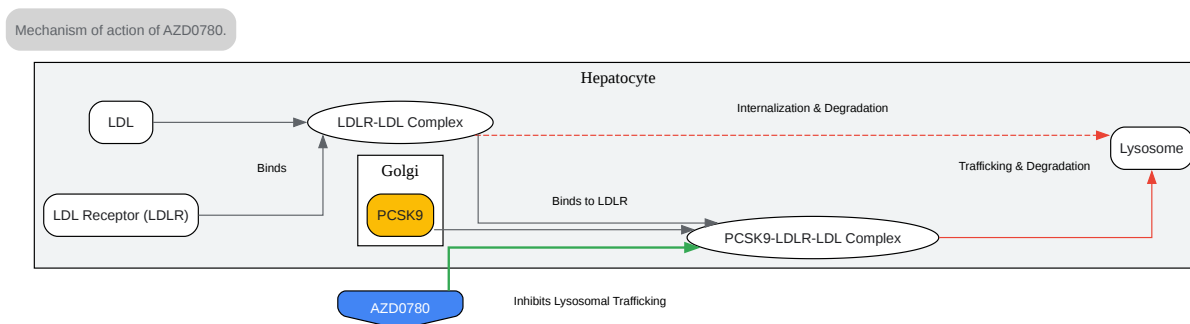 Mechanism of action of AZD0780.
Hepatocyte
LDL
LDLR-LDL Complex
Internalization & Degradation
Lysosome
Binds
Golgi
Trafficking & Degradation
LDL Receptor (LDLR)
PCSK9
Binds to LDLR
PCSK9-LDLR-LDL Complex
AZD0780
Inhibits Lysosomal Trafficking